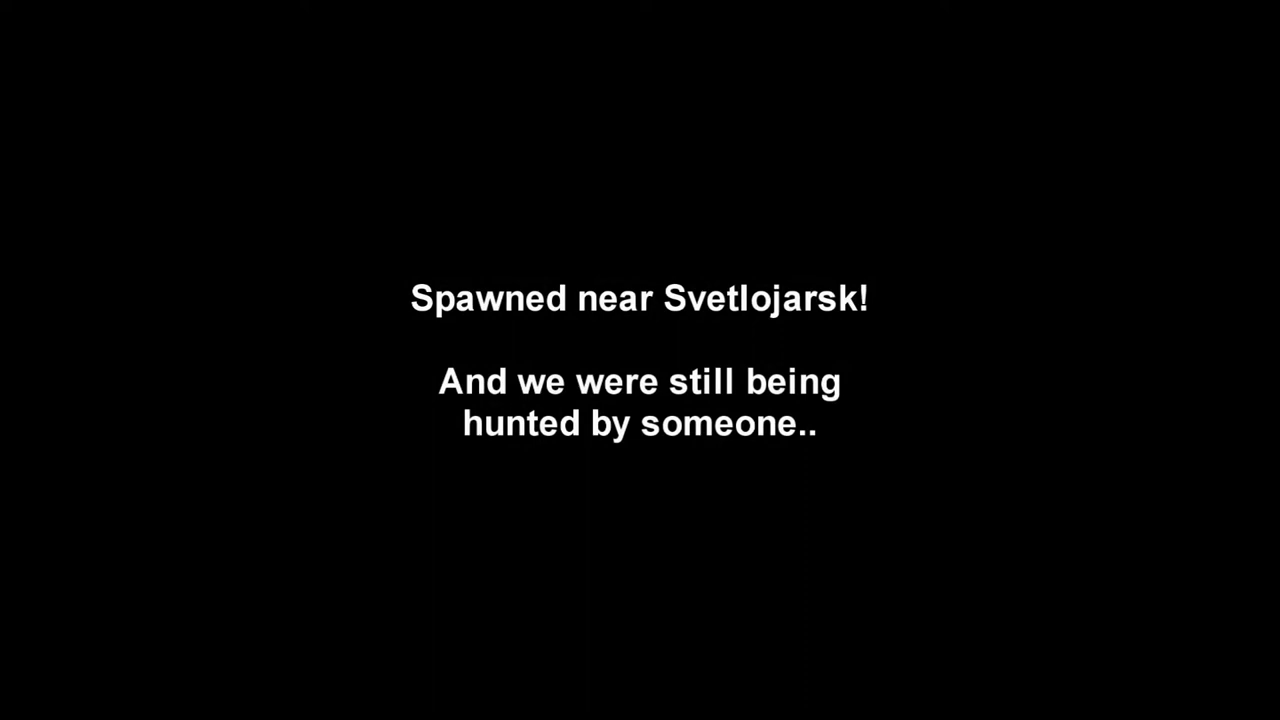 Spawned near Svetlojarsk!
And we were still being
hunted by someone..